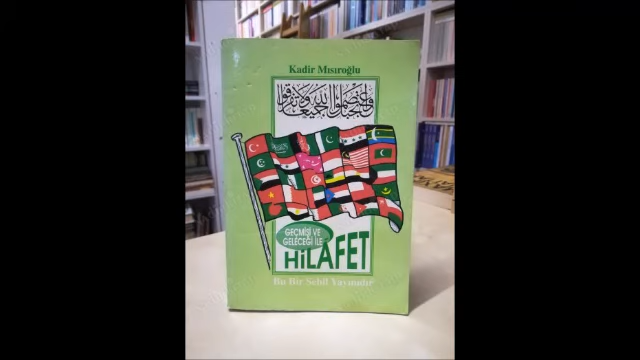 Kadir Mısıroğlu
واعتصموا بحبل الله جميعا ولا تفرقوا
GEÇMİŞİ VE
GELECEĞİ İLE
HİLAFET
Bu Bir Sebil Yayınıdır